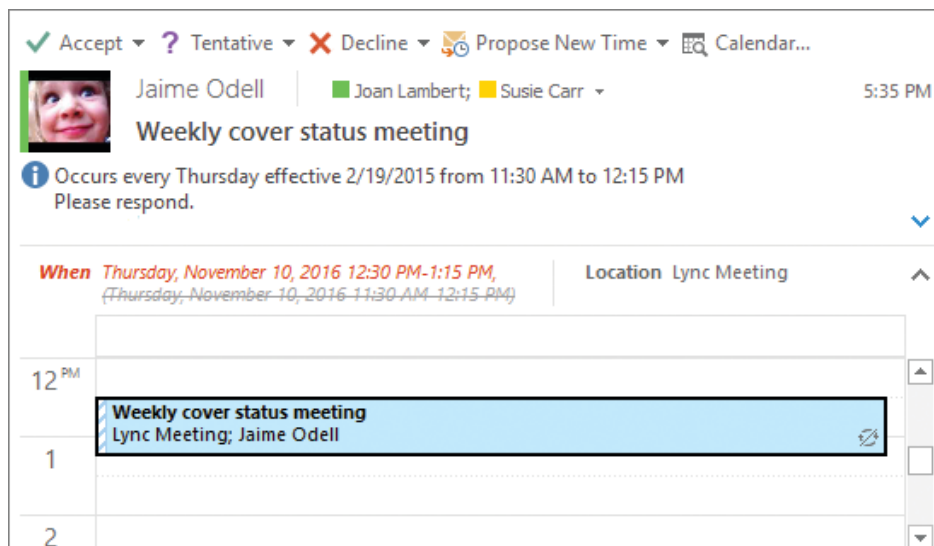 Accept ? Tentative Decline Propose New Time Calendar...
Jaime Odell Joan Lambert; Susie Carr 5:35 PM
Weekly cover status meeting
Occurs every Thursday effective 2/19/2015 from 11:30 AM to 12:15 PM
Please respond.
When Thursday, November 10, 2016 12:30 PM-1:15 PM, Location Lync Meeting
(Thursday, November 10, 2016 11:30 AM-12:15 PM)
12 PM
Weekly cover status meeting
Lync Meeting; Jaime Odell
1
2